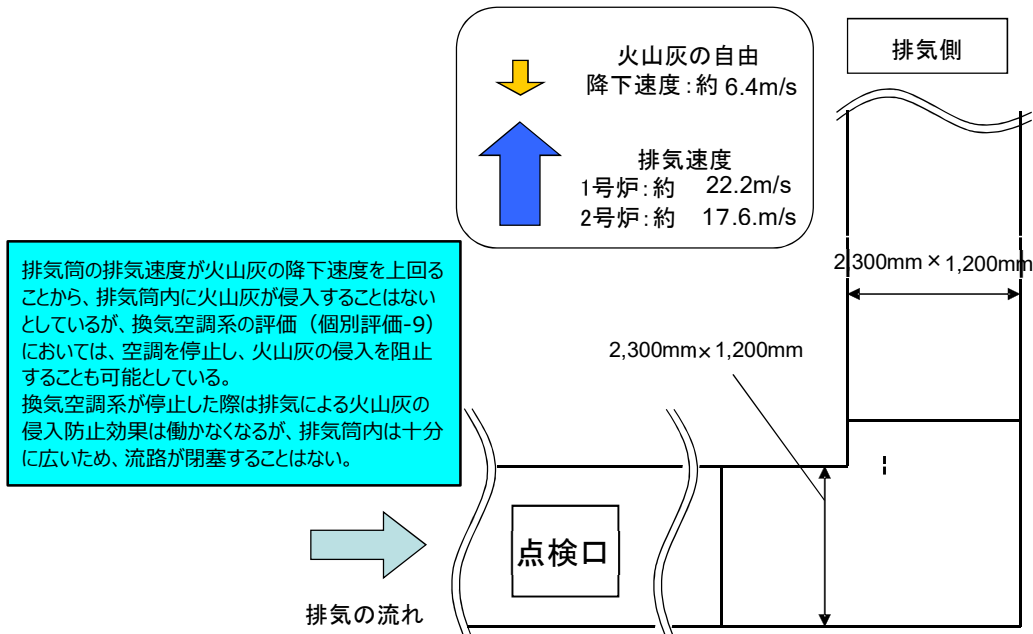 火山灰の自由
降下速度：約 6.4m/s
排気速度
1号炉：約 22.2m/s
2号炉：約 17.6.m/s
排気側
排気筒の排気速度が火山灰の降下速度を上回る
ことから、排気筒内に火山灰が侵入することはない
としているが、換気空調系の評価（個別評価-9）
においては、空調を停止し、火山灰の侵入を阻止
することも可能としている。
換気空調系が停止した際は排気による火山灰の
侵入防止効果は働かなくなるが、排気筒内は十分
に広いため、流路が閉塞することはない。
2,300mm×1,200mm
2,300mm×1,200mm
点検口
排気の流れ